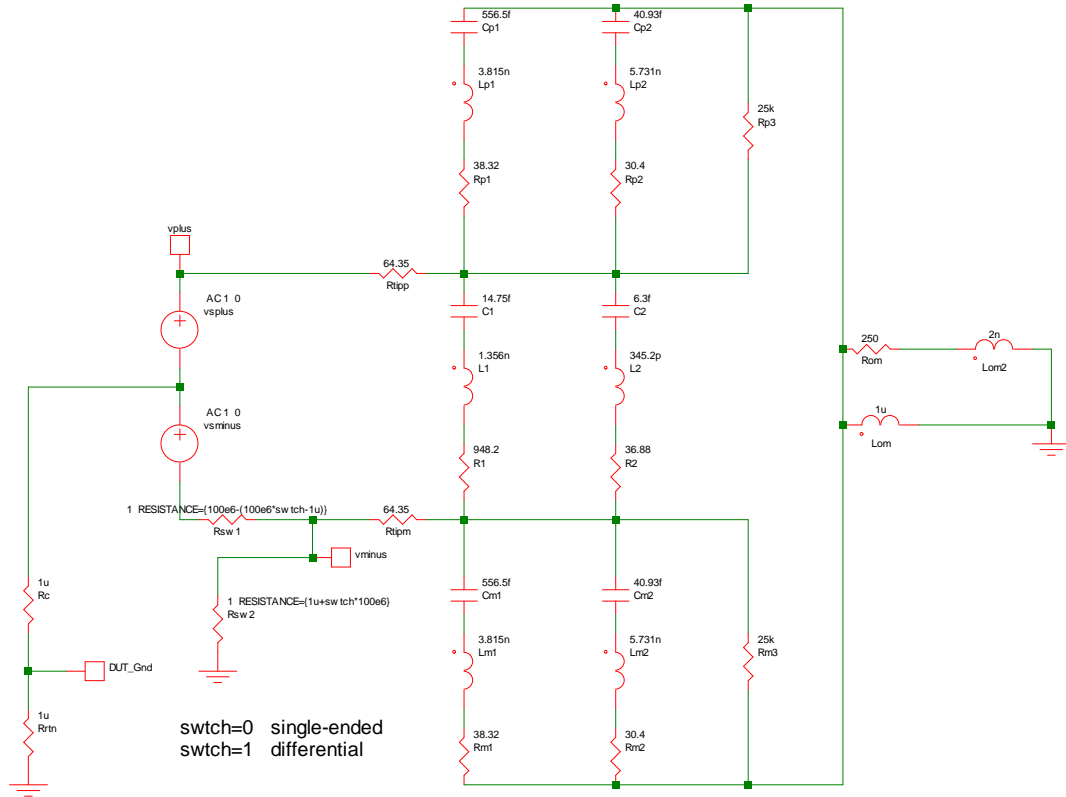 556.5f
Cp1
40.93f
Cp2
3.815n
Lp1
5.731n
Lp2
25k
Rp3
38.32
Rp1
30.4
Rp2
vplus
64.35
Rtipp
AC 1 0
vsplus
14.75f
C1
6.3f
C2
1.356n
L1
345.2p
L2
250
Rom
2n
Lom2
1u
Lom
AC 1 0
vsminus
948.2
R1
36.88
R2
1 RESISTANCE={100e6-(100e6*swtch-1u)}
Rsw1
64.35
Rtipm
vminus
1u
Rc
1 RESISTANCE={1u+swtch*100e6}
Rsw2
556.5f
Cm1
40.93f
Cm2
3.815n
Lm1
5.731n
Lm2
25k
Rm3
DUT_Gnd
1u
Rrtn
38.32
Rm1
30.4
Rm2
swtch=0 single-ended
swtch=1 differential